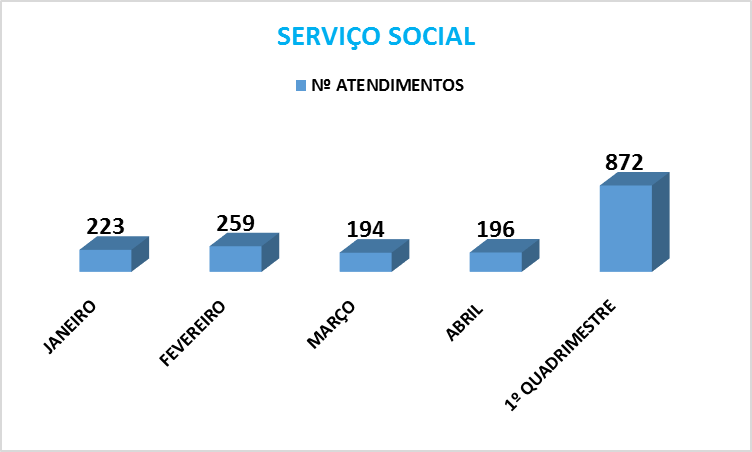 SERVIÇO SOCIAL
Nº ATENDIMENTOS
223
259
194
196
872
JANEIRO
FEVEREIRO
MARÇO
ABRIL
1º QUADRIMESTRE